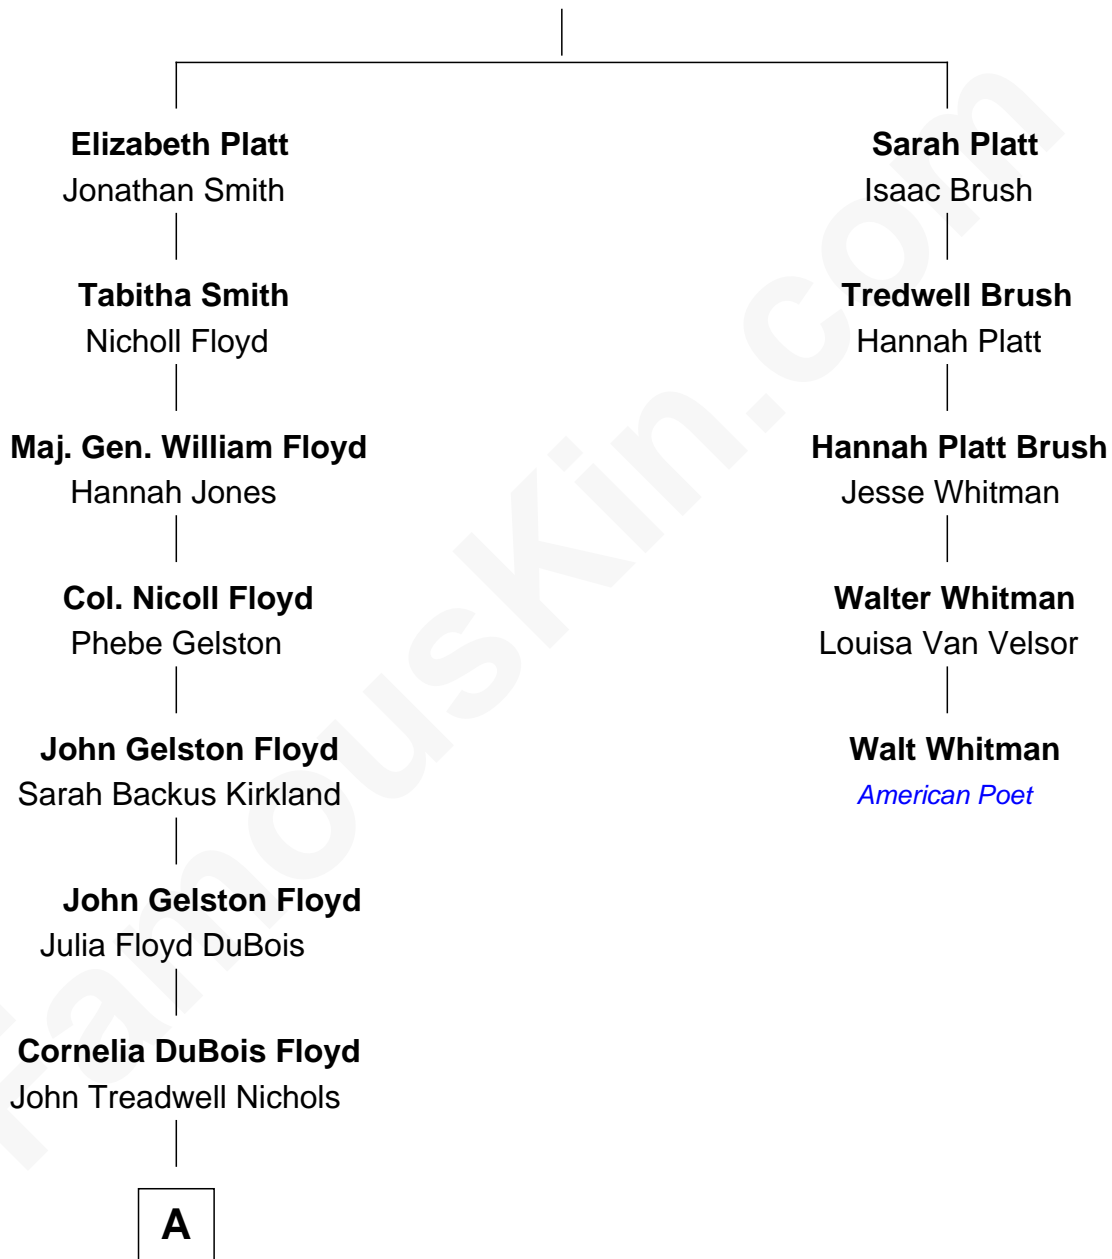 Elizabeth Platt
Jonathan Smith
Tabitha Smith
Nicholl Floyd
Maj. Gen. William Floyd
Hannah Jones
Col. Nicoll Floyd
Phebe Gelston
John Gelston Floyd
Sarah Backus Kirkland
John Gelston Floyd
Julia Floyd DuBois
Cornelia DuBois Floyd
John Treadwell Nichols
A
Sarah Platt
Isaac Brush
Tredwell Brush
Hannah Platt
Hannah Platt Brush
Jesse Whitman
Walter Whitman
Louisa Van Velsor
Walt Whitman
American Poet
FamousKin.com